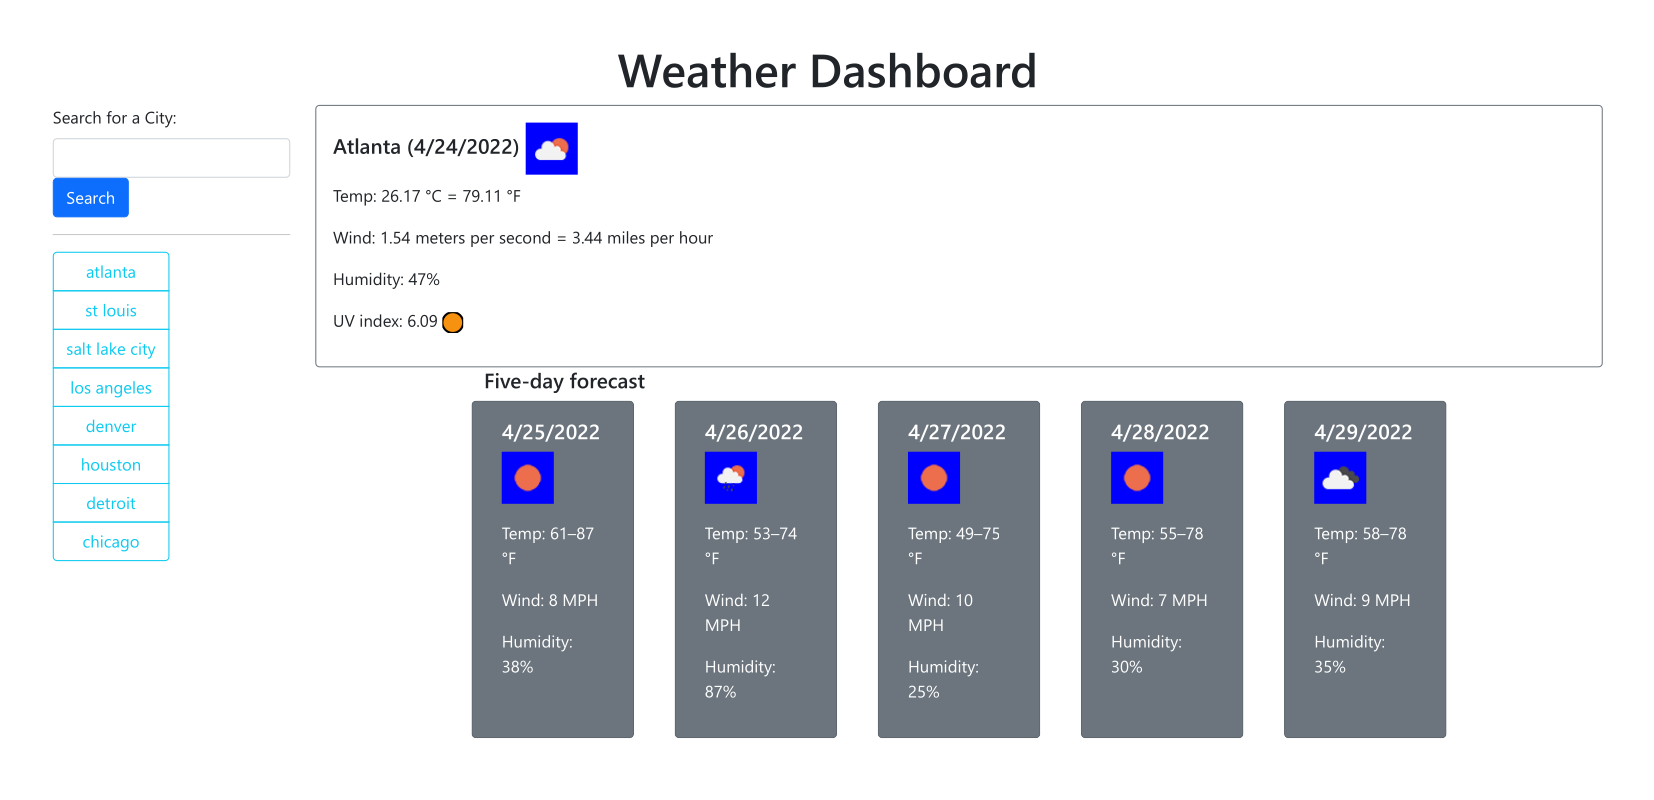 Weather Dashboard
Search for a City:
Search
atlanta
st louis
salt lake city
los angeles
denver
houston
detroit
chicago
Atlanta (4/24/2022)
Temp: 26.17 °C = 79.11 °F
Wind: 1.54 meters per second = 3.44 miles per hour
Humidity: 47%
UV index: 6.09
Five-day forecast
4/25/2022
Temp: 61–87
°F
Wind: 8 MPH
Humidity:
38%
4/26/2022
Temp: 53–74
°F
Wind: 12
MPH
Humidity:
87%
4/27/2022
Temp: 49–75
°F
Wind: 10
MPH
Humidity:
25%
4/28/2022
Temp: 55–78
°F
Wind: 7 MPH
Humidity:
30%
4/29/2022
Temp: 58–78
°F
Wind: 9 MPH
Humidity:
35%